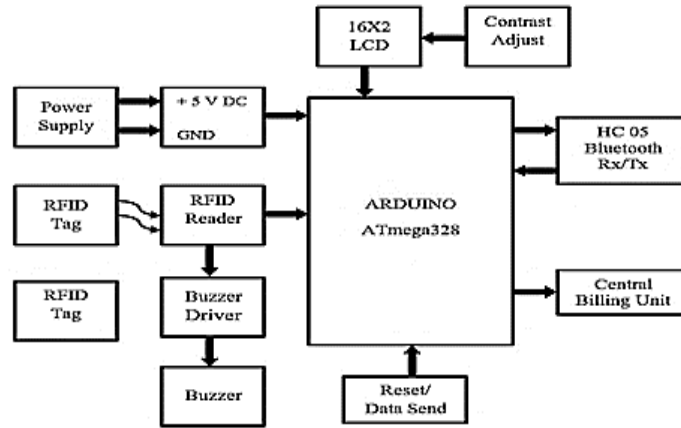 16X2
LCD
Contrast
Adjust
Power
Supply
+ 5 V DC
GND
HC 05
Bluetooth
Rx/Tx
RFID
Tag
RFID
Reader
ARDUINO
ATmega328
RFID
Tag
Buzzer
Driver
Central
Billing Unit
Buzzer
Reset/
Data Send